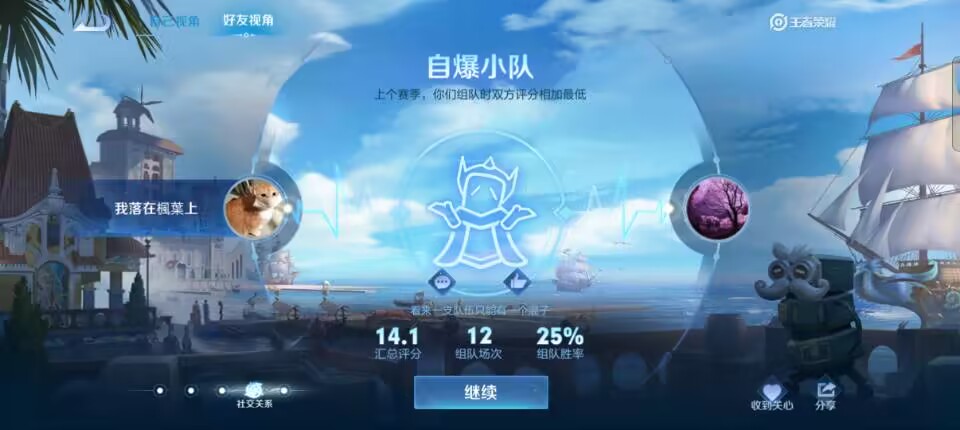 自己视角
好友视角
王者荣耀
自爆小队
上个赛季,你们组队时双方评分相加最低
我落在楓葉上
14.1
汇总评分
12
组队场次
25%
组队胜率
社交关系
继续
收到关心
分享